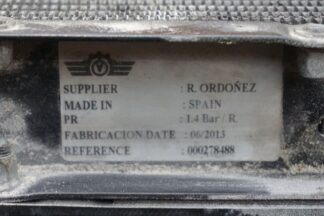 SUPPLIER : R. ORDOÑEZ
MADE IN : SPAIN
PR : 1.4 Bar / R.
FABRICACION DATE : 06/2013
REFERENCE : 000278488